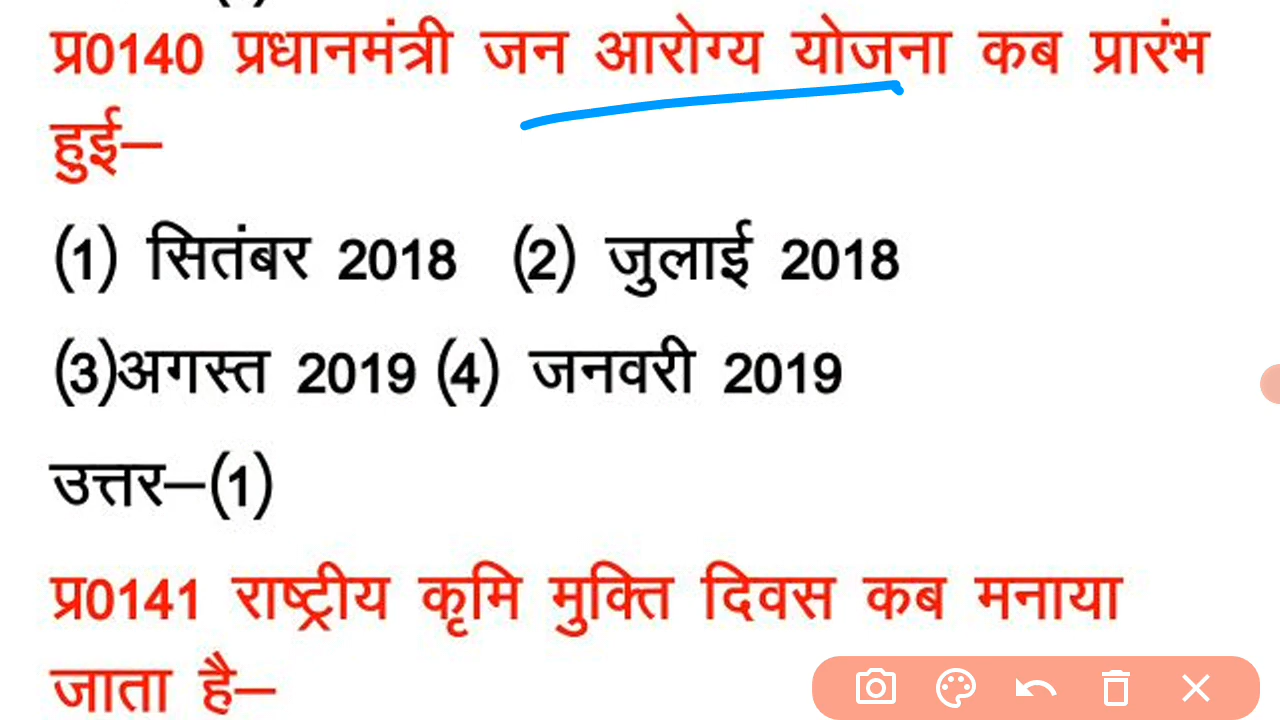 प्र0140 प्रधानमंत्री जन आरोग्य योजना कब प्रारंभ
हुई–
(1) सितंबर 2018 (2) जुलाई 2018
(3)अगस्त 2019 (4) जनवरी 2019
उत्तर–(1)
प्र0141 राष्ट्रीय कृमि मुक्ति दिवस कब मनाया
जाता है–